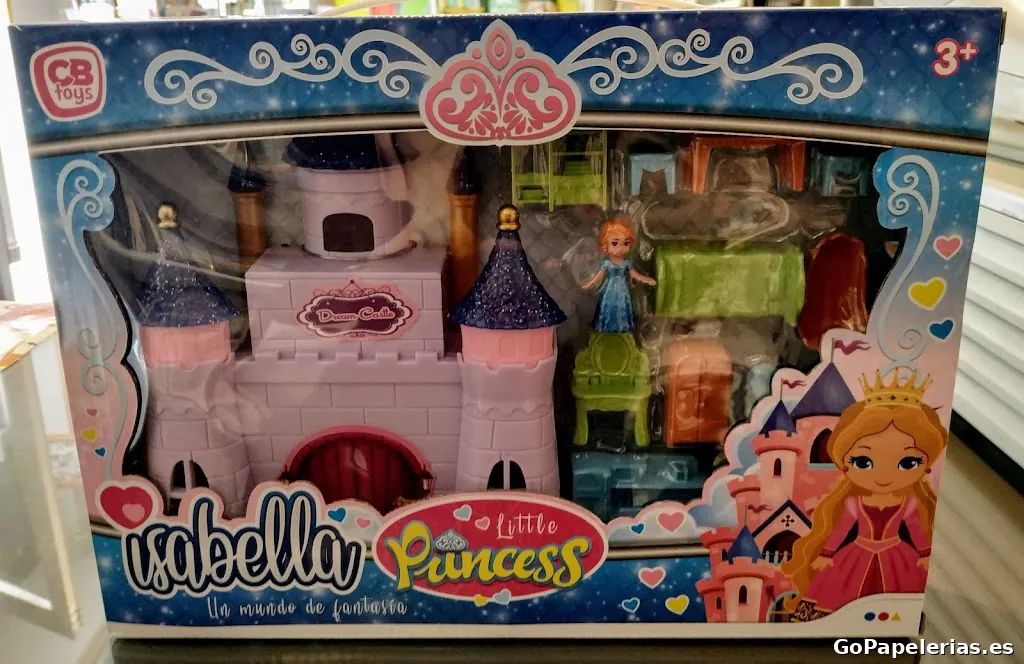 CB
toys
3+
Dream Castle
isabella
Little
Princess
Un mundo de fantasía
GoPapelerias.es